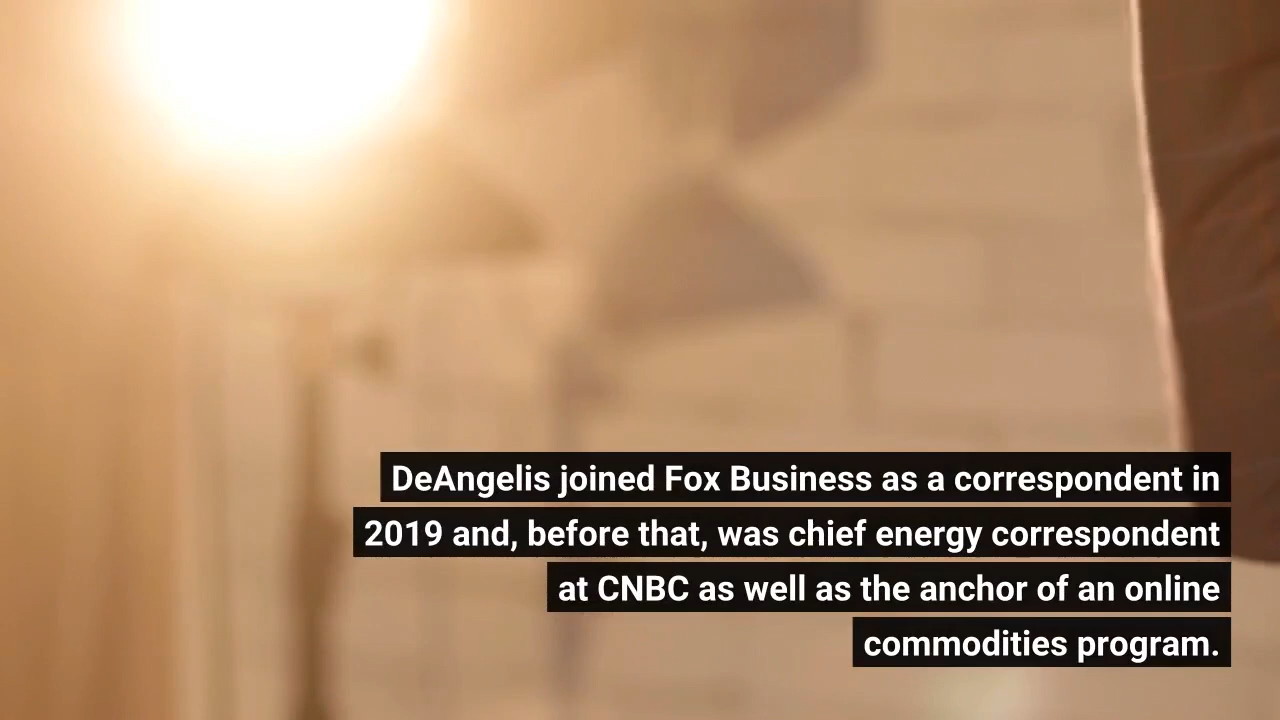 DeAngelis joined Fox Business as a correspondent in
2019 and, before that, was chief energy correspondent
at CNBC as well as the anchor of an online
commodities program.